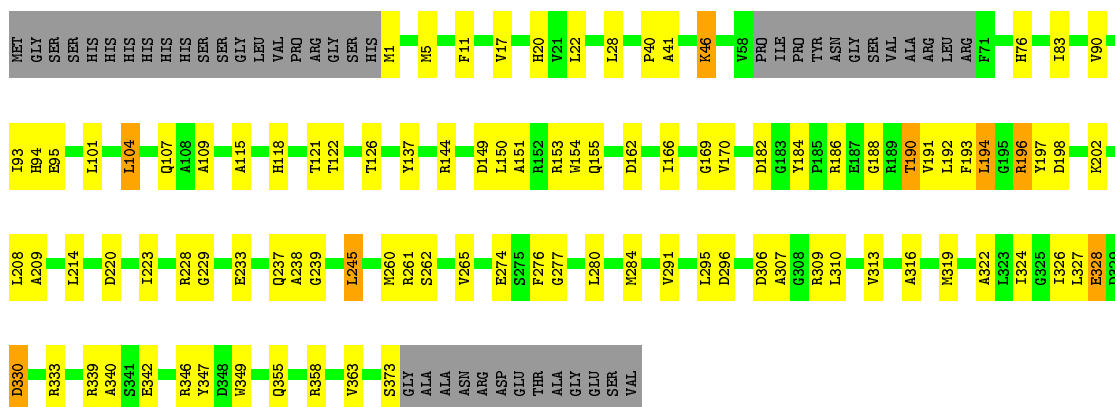 MET GLY SER SER HIS HIS HIS HIS HIS HIS SER SER GLY LEU VAL PRO ARG GLY SER HIS M1 M5 F11 V17 H20 V21 L22 L28 P40 A41 K46 V58 PRO ILE PRO TYR ASN GLY SER VAL ALA ARG LEU ARG F71 H76 I83 V90
I93 H94 E95 L101 L104 Q107 A108 A109 A115 H118 T121 T122 T126 Y137 R144 D149 L150 A151 R152 R153 W154 Q155 D162 I166 G169 V170 D182 G183 Y184 P185 R186 E187 G188 R189 T190 V191 L192 F193 L194 G195 R196 Y197 D198 K202
L208 A209 L214 D220 I223 R228 G229 E233 Q237 A238 G239 L245 M260 R261 S262 V265 E274 S275 F276 G277 L280 M284 V291 L295 D296 D306 A307 G308 R309 L310 V313 A316 M319 A322 L323 I324 G325 I326 L327 E328
D330 R333 R339 A340 S341 E342 R346 Y347 D348 W349 Q355 R358 V363 S373 GLY ALA ALA ASN ARG ASP GLU THR ALA GLY GLU SER VAL